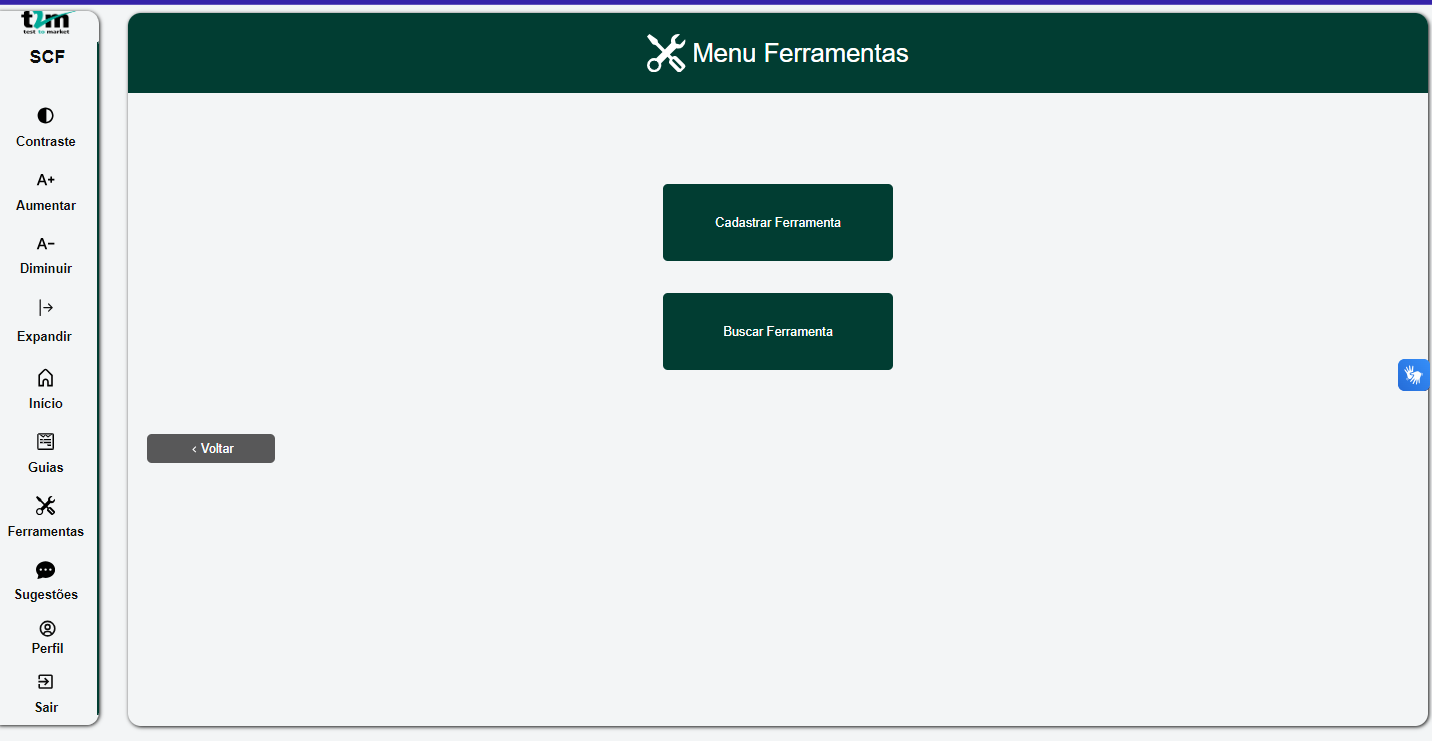 t2m
test to market
SCF
Contraste
A+
Aumentar
A-
Diminuir
Expandir
Início
Guias
Ferramentas
Sugestões
Perfil
Sair
Menu Ferramentas
Cadastrar Ferramenta
Buscar Ferramenta
‹ Voltar